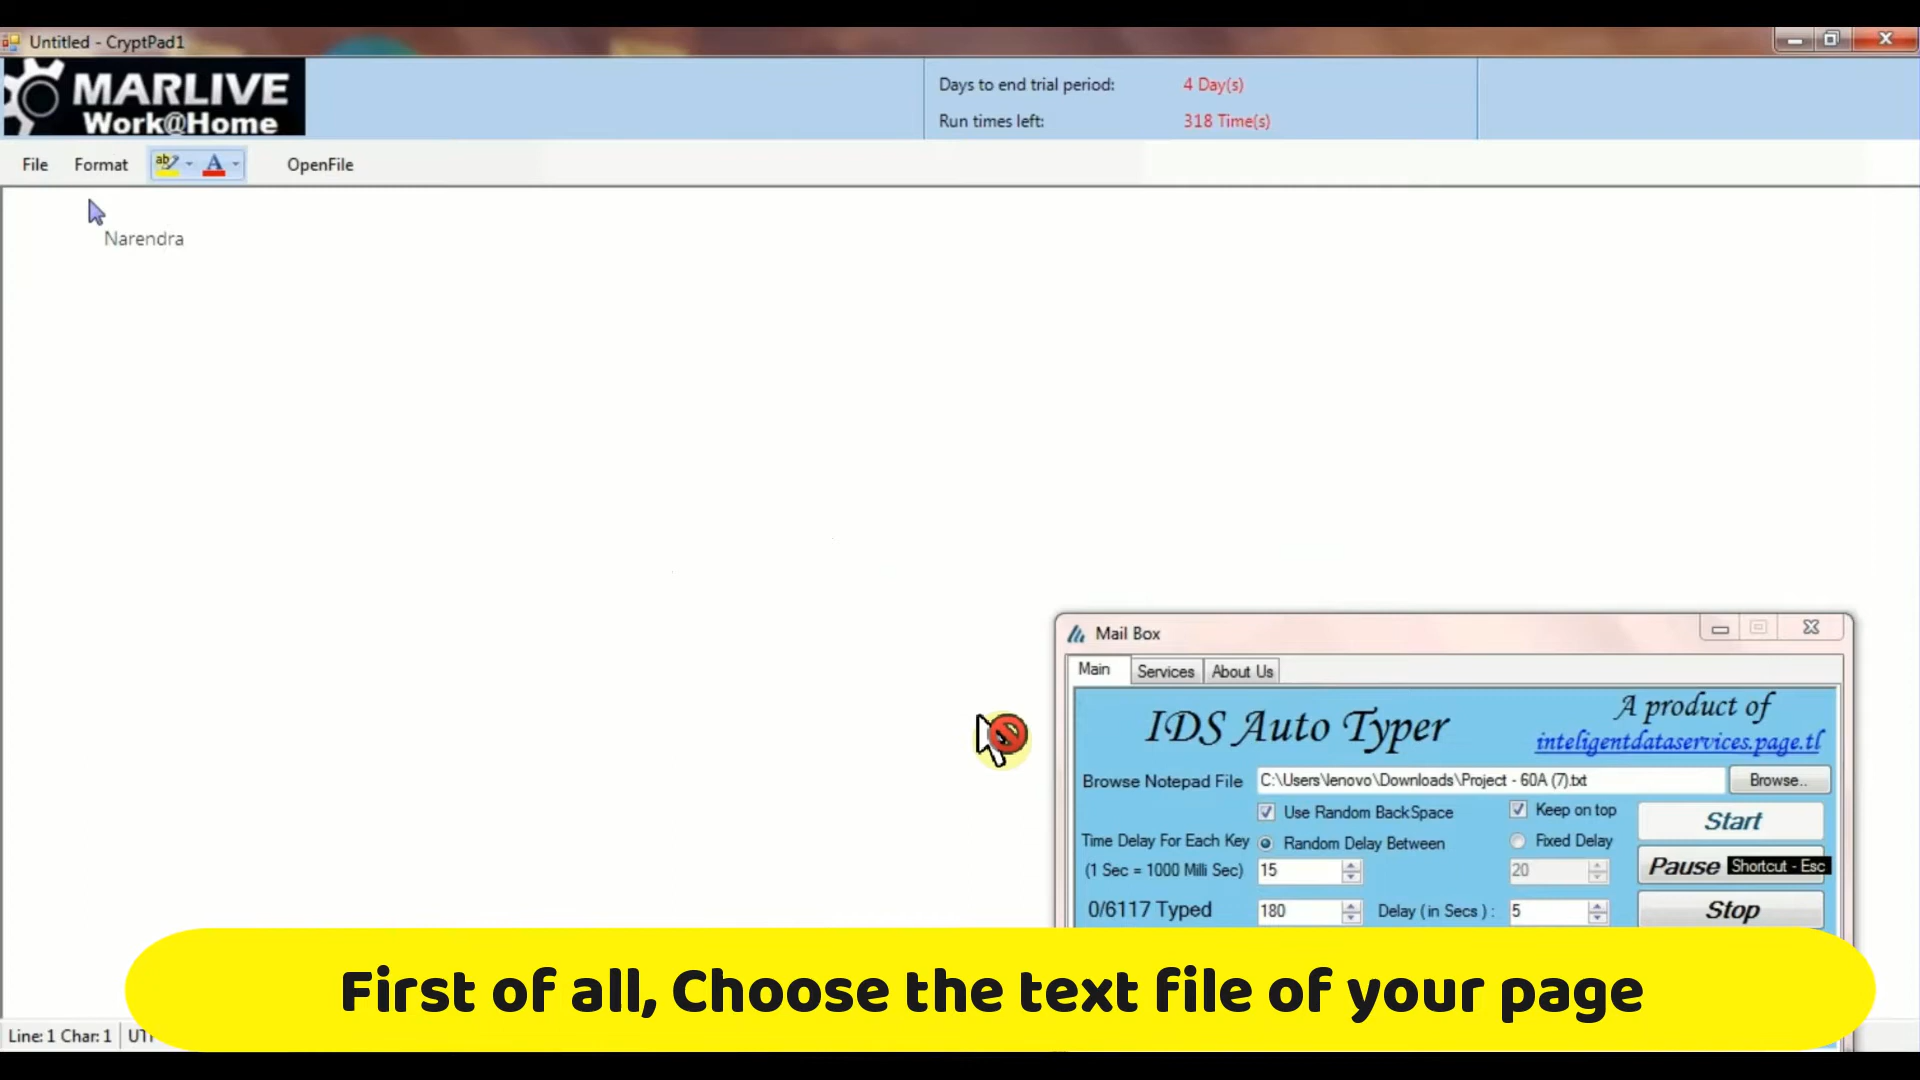 Untitled - CryptPad1
MARLIVE
Work@Home
Days to end trial period: 4 Day(s)
Run times left: 318 Time(s)
File Format ab A OpenFile
Narendra
Mail Box
Main Services About Us
IDS Auto Typer
A product of
inteligentdataservices.page.tl
Browse Notepad File C:\Users\lenovo\Downloads\Project - 60A (7).txt Browse..
Use Random BackSpace Keep on top Start
Time Delay For Each Key Random Delay Between Fixed Delay
(1 Sec = 1000 Milli Sec) 15 20 Pause Shortcut - Esc
0/6117 Typed 180 Delay ( in Secs ) : 5 Stop
First of all, Choose the text file of your page
Line: 1 Char: 1